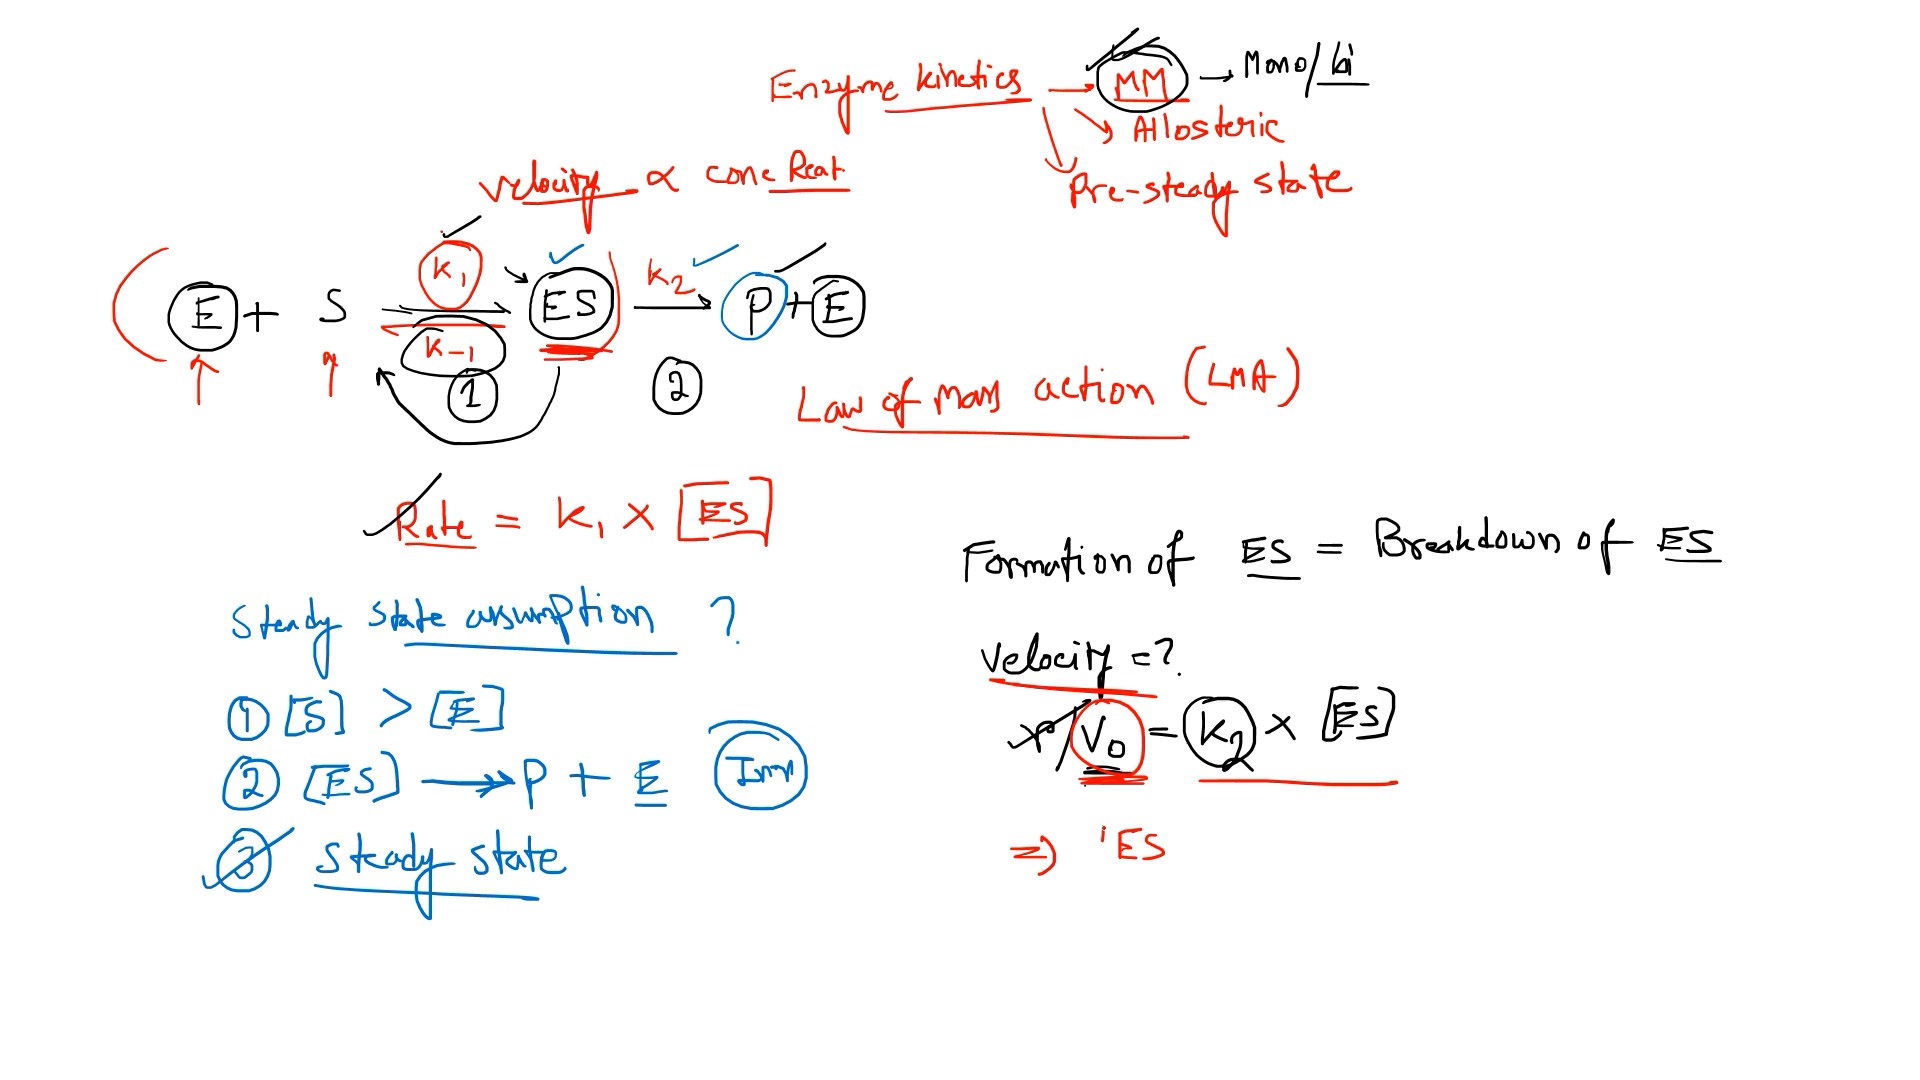 Enzyme kinetics → MM → Mono/bi
Allosteric
Pre-steady state
velocity ∝ conc Reat.
E + S ⇌ ES → P + E
k1
k-1
k2
1
2
Law of Mass action (LMA)
Rate = k1 × [ES]
Formation of ES = Breakdown of ES
Steady state assumption ?
velocity = ?
① [S] > [E]
V0 = k2 × [ES]
② [ES] → P + E Irr
③ steady state
⇒ ES